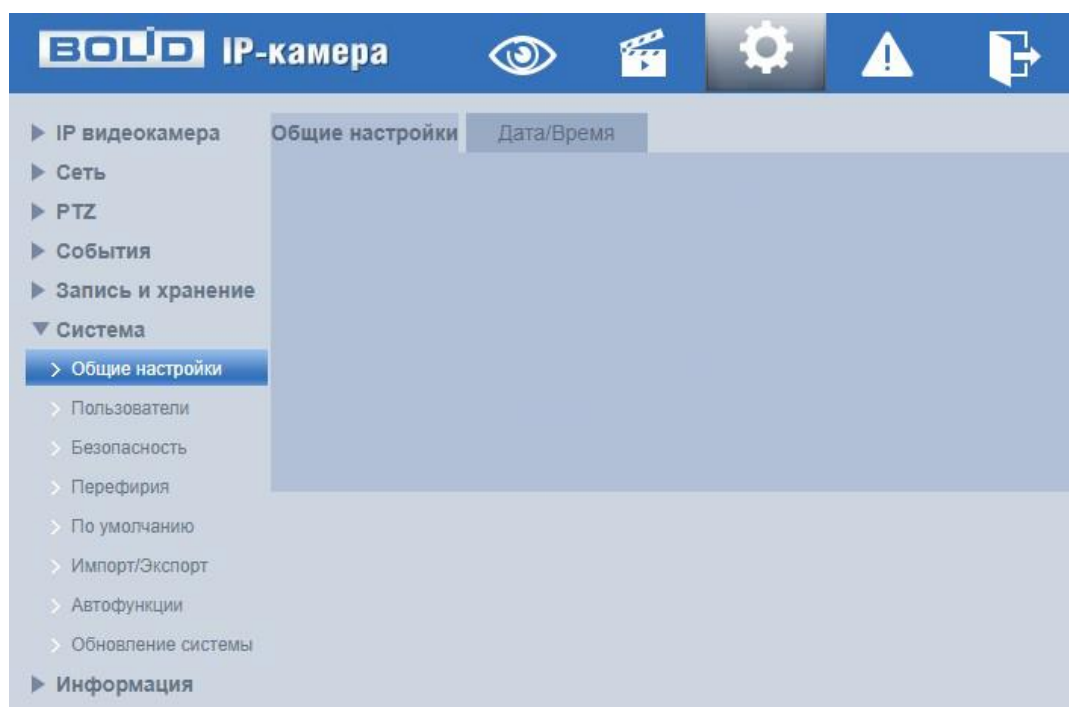 BOLID IP-камера
IP видеокамера
Сеть
PTZ
События
Запись и хранение
Система
Общие настройки
Пользователи
Безопасность
Перефирия
По умолчанию
Импорт/Экспорт
Автофункции
Обновление системы
Информация
Общие настройки Дата/Время